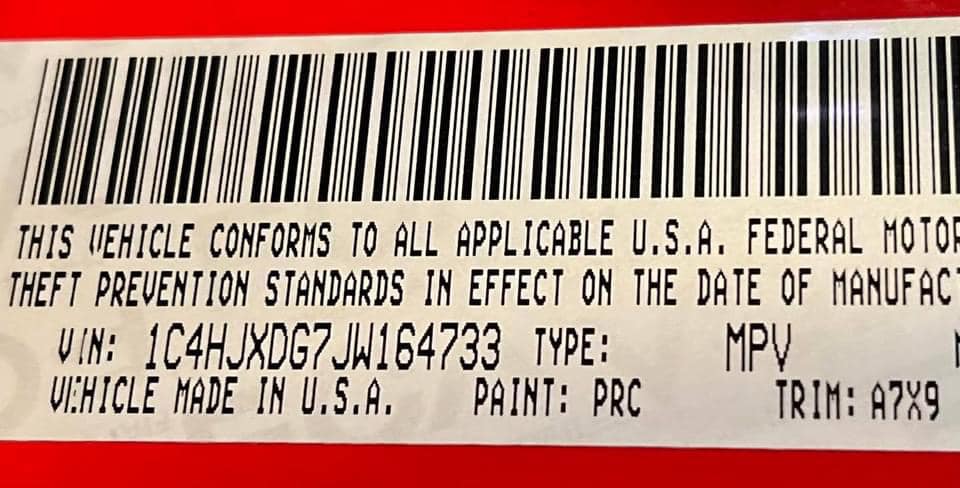 THIS VEHICLE CONFORMS TO ALL APPLICABLE U.S.A. FEDERAL MOTOR
THEFT PREVENTION STANDARDS IN EFFECT ON THE DATE OF MANUFACT
VIN: 1C4HJXDG7JW164733 TYPE: MPV
VEHICLE MADE IN U.S.A. PAINT: PRC TRIM: A7X9